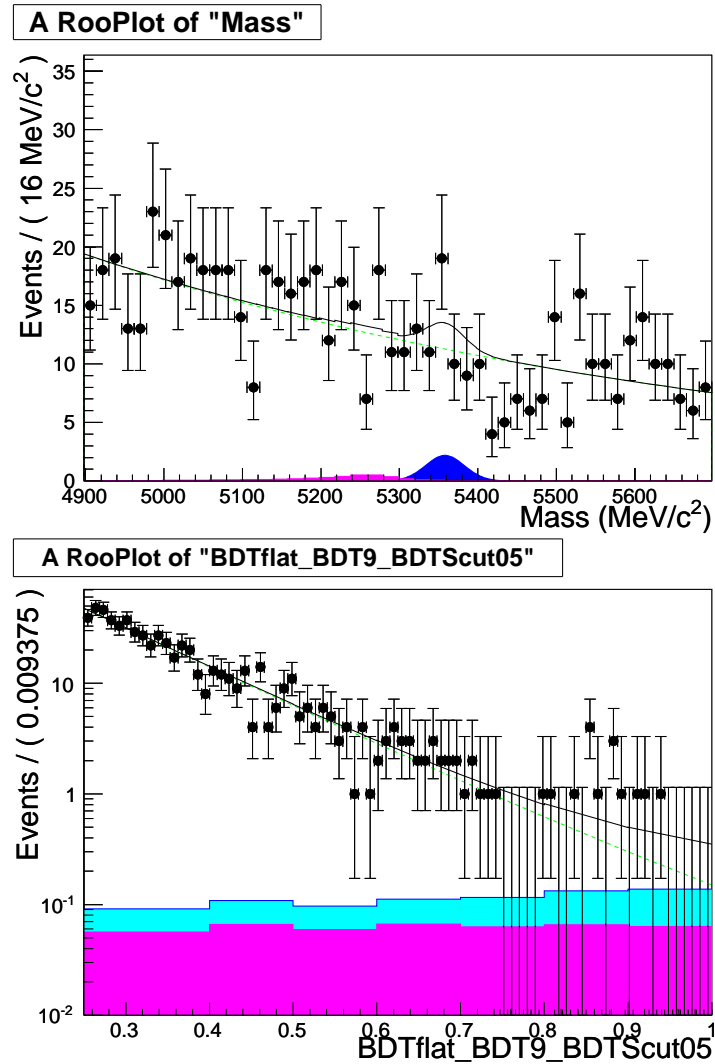 A RooPlot of "Mass"
Events / ( 16 MeV/c2 )
35
30
25
20
15
10
5
0
4900 5000 5100 5200 5300 5400 5500 5600
Mass (MeV/c2)
A RooPlot of "BDTflat_BDT9_BDTScut05"
Events / ( 0.009375 )
10
1
10-1
10-2
0.3 0.4 0.5 0.6 0.7 0.8 0.9 1
BDTflat_BDT9_BDTScut05